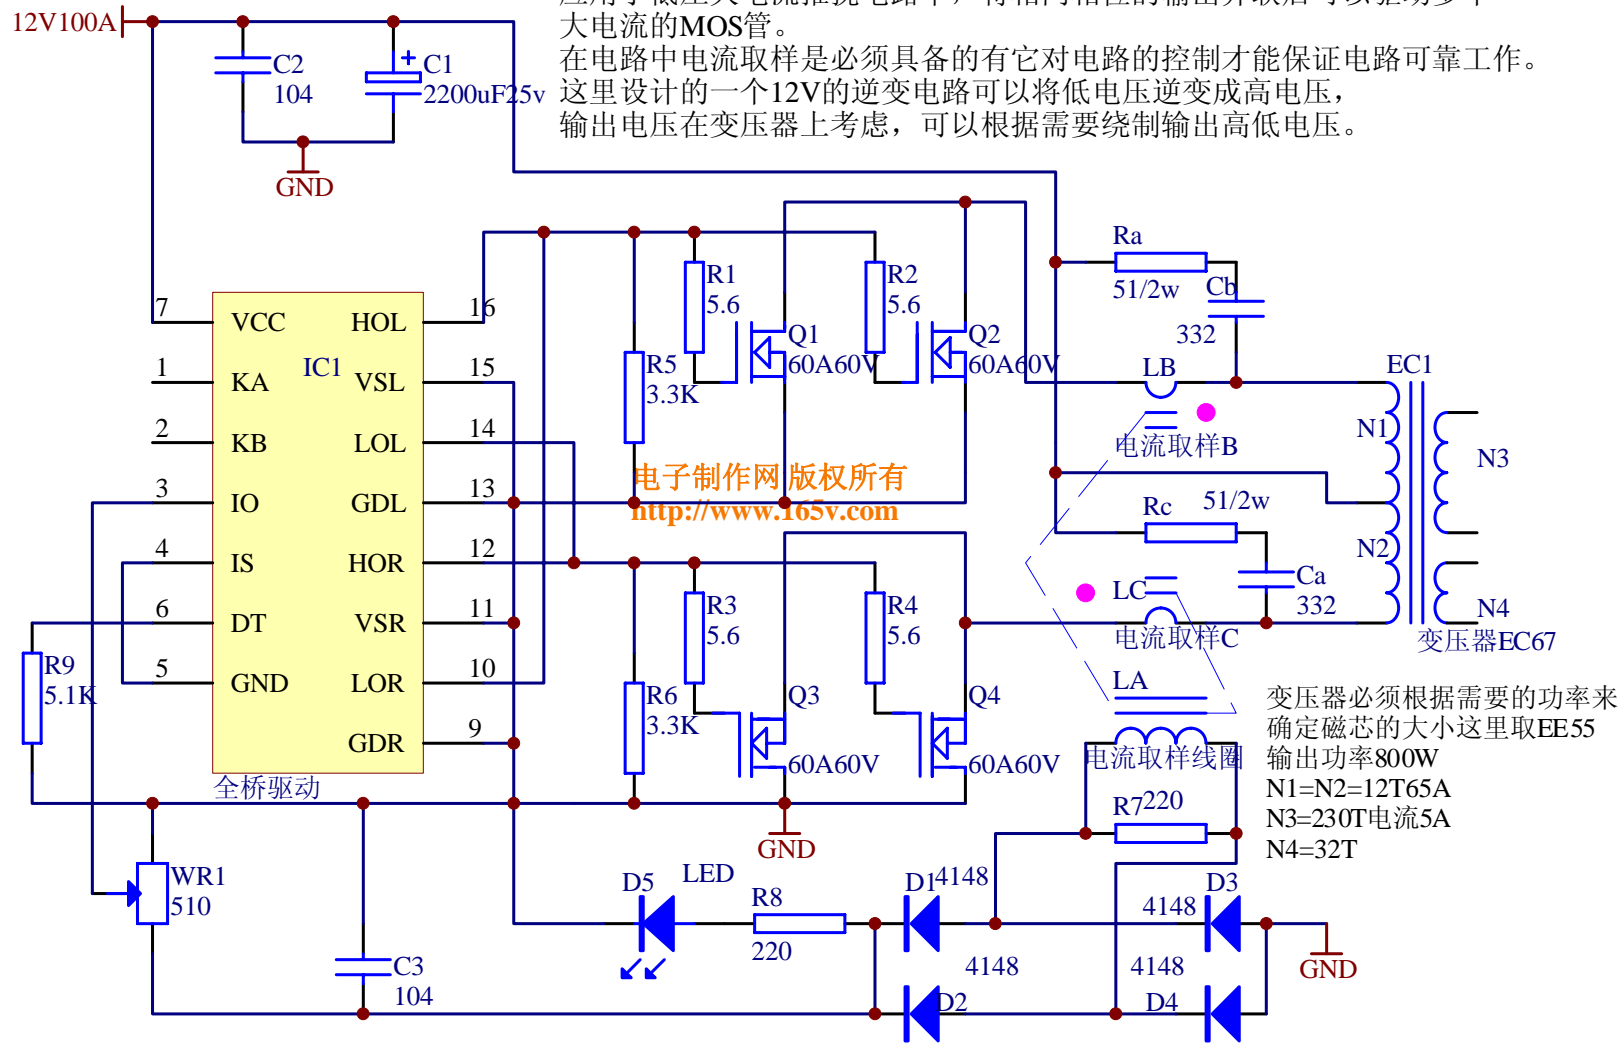 大电流的MOS管。
在电路中电流取样是必须具备的有它对电路的控制才能保证电路可靠工作。
这里设计的一个12V的逆变电路可以将低电压逆变成高电压，
输出电压在变压器上考虑，可以根据需要绕制输出高低电压。
12V100A
C2
104
C1
2200uF25v
GND
7
VCC
HOL
16
1
KA
IC1
VSL
15
2
KB
LOL
14
3
IO
GDL
13
4
IS
HOR
12
6
DT
VSR
11
5
GND
LOR
10
GDR
9
全桥驱动
R1
5.6
R2
5.6
Q1
60A60V
Q2
60A60V
R5
3.3K
电子制作网 版权所有
http://www.165v.com
R3
5.6
R4
5.6
R6
3.3K
Q3
60A60V
Q4
60A60V
GND
Ra
51/2w
Cb
332
LB
电流取样B
EC1
N1
N3
Rc
51/2w
N2
Ca
332
LC
电流取样C
N4
变压器EC67
LA
电流取样线圈
R7
220
变压器必须根据需要的功率来
确定磁芯的大小这里取EE55
输出功率800W
N1=N2=12T65A
N3=230T电流5A
N4=32T
R9
5.1K
WR1
510
C3
104
D5
LED
R8
220
D1
4148
D3
4148
4148
D2
4148
D4
GND